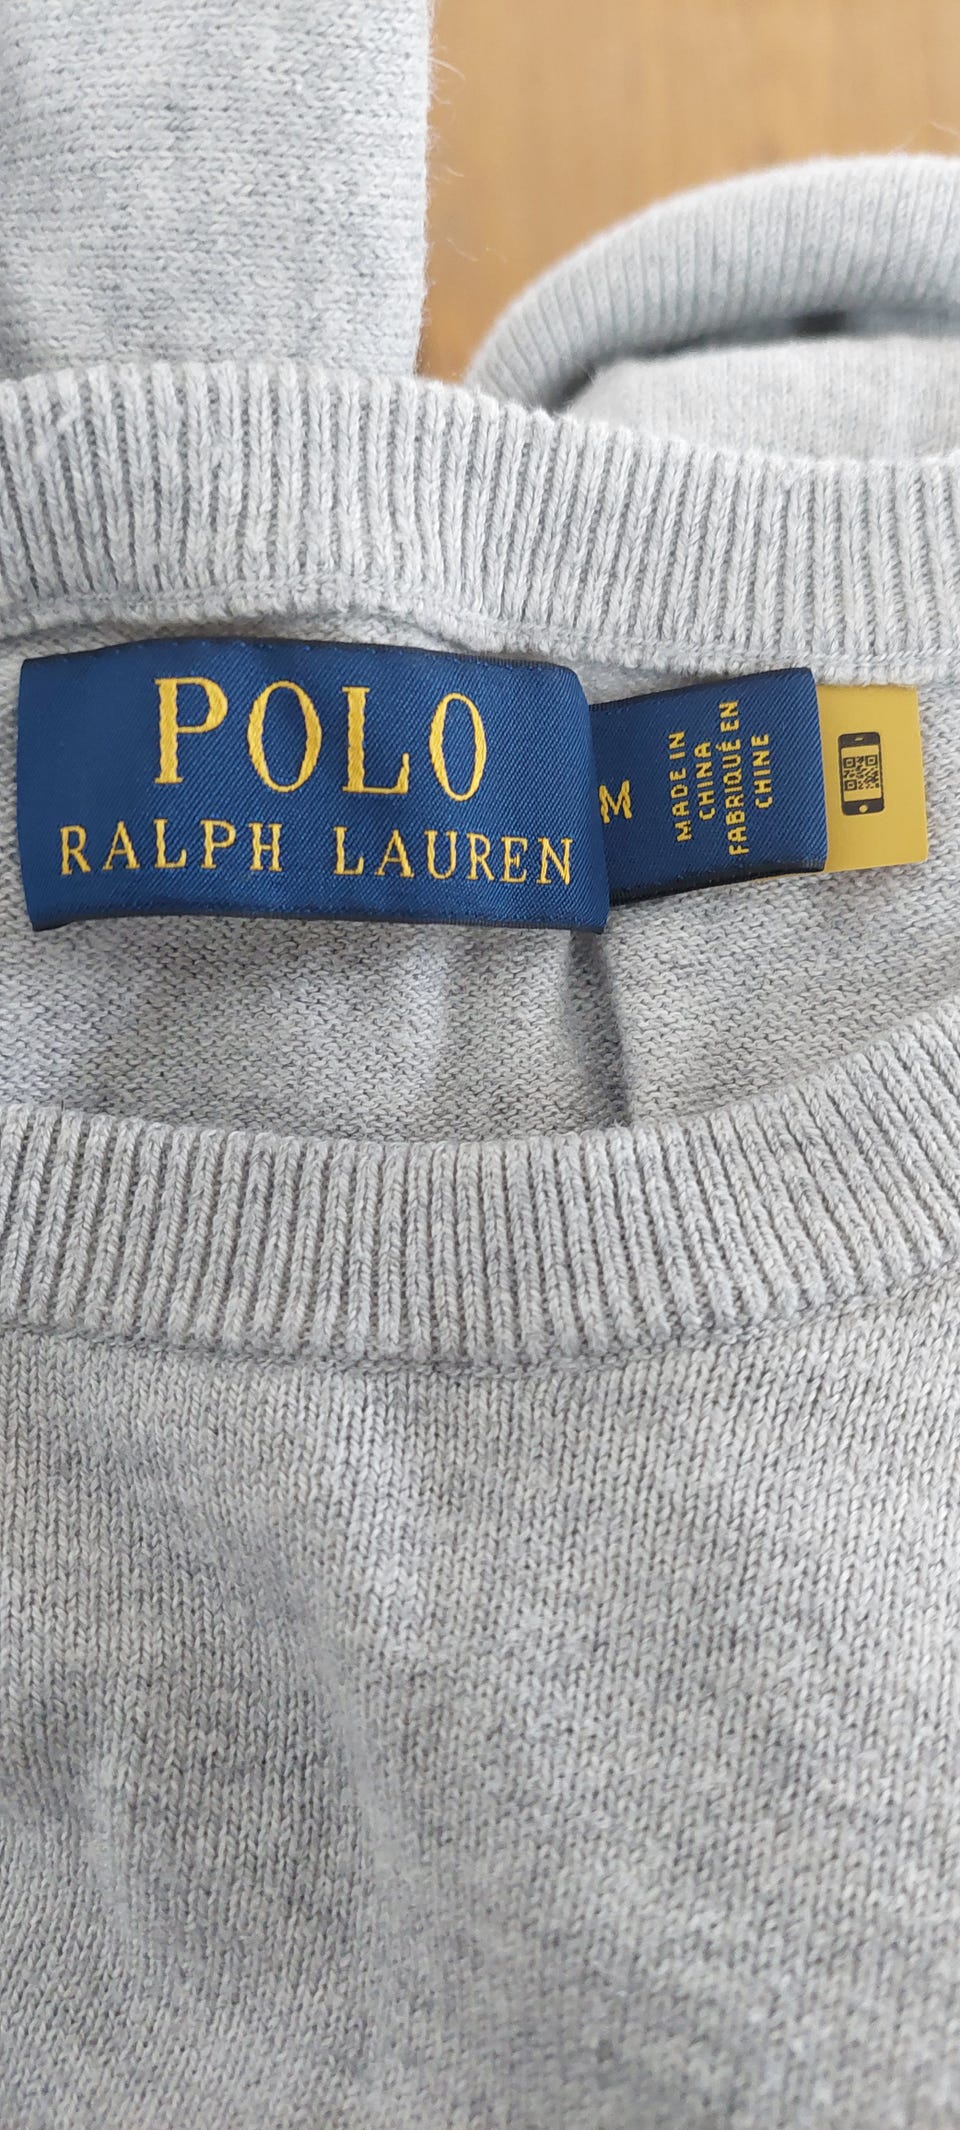 POLO
RALPH LAUREN
M
MADE IN
CHINA
FABRIQUÉ EN
CHINE